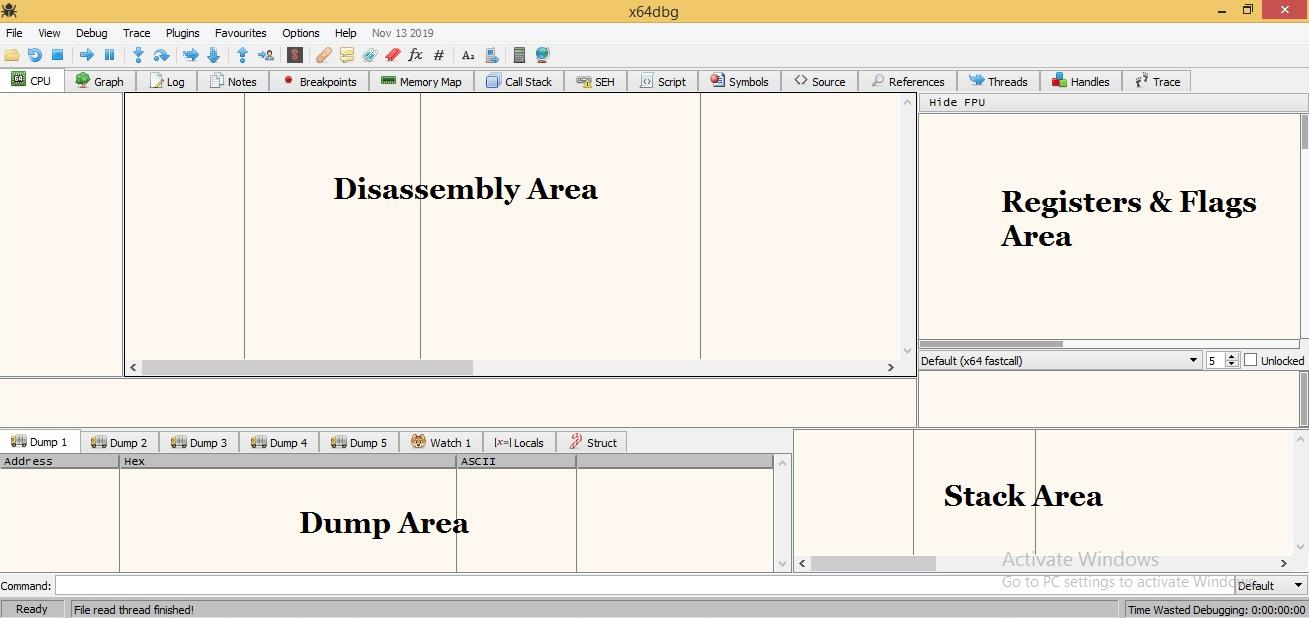 x64dbg
File View Debug Trace Plugins Favourites Options Help Nov 13 2019
$ fx # A₂
64 CPU Graph Log Notes Breakpoints Memory Map Call Stack SEH Script Symbols Source References Threads Handles Trace
Hide FPU
Disassembly Area
Registers & Flags
Area
Default (x64 fastcall) 5 Unlocked
Dump 1 Dump 2 Dump 3 Dump 4 Dump 5 Watch 1 [x=] Locals Struct
Address Hex ASCII
Dump Area
Stack Area
Activate Windows
Go to PC settings to activate Windows.
Command: Default
Ready File read thread finished! Time Wasted Debugging: 0:00:00:00